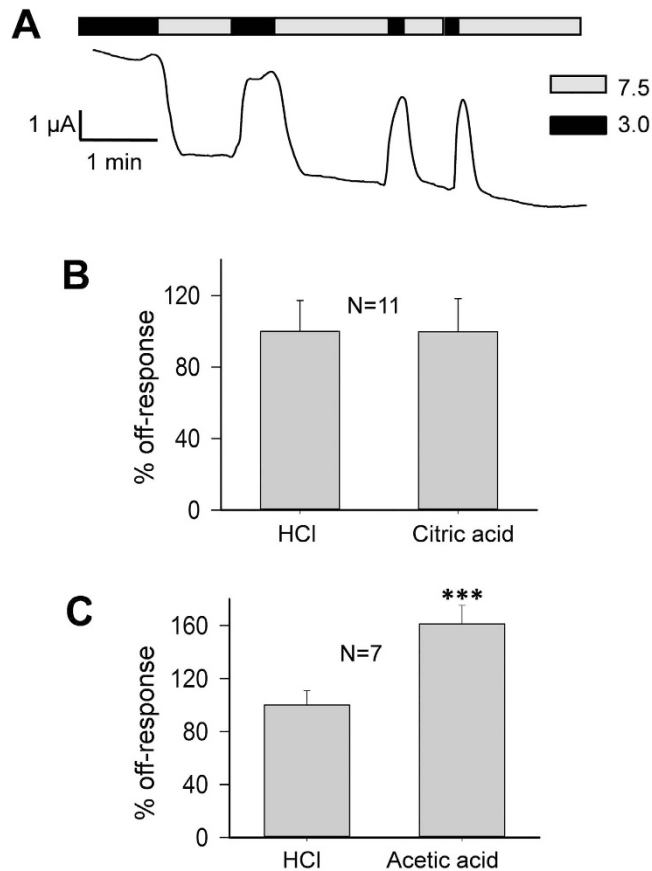 A
7.5
3.0
1 µA
1 min
B
% off-response
120
80
40
0
N=11
HCl
Citric acid
C
% off-response
160
120
80
40
0
N=7
***
HCl
Acetic acid